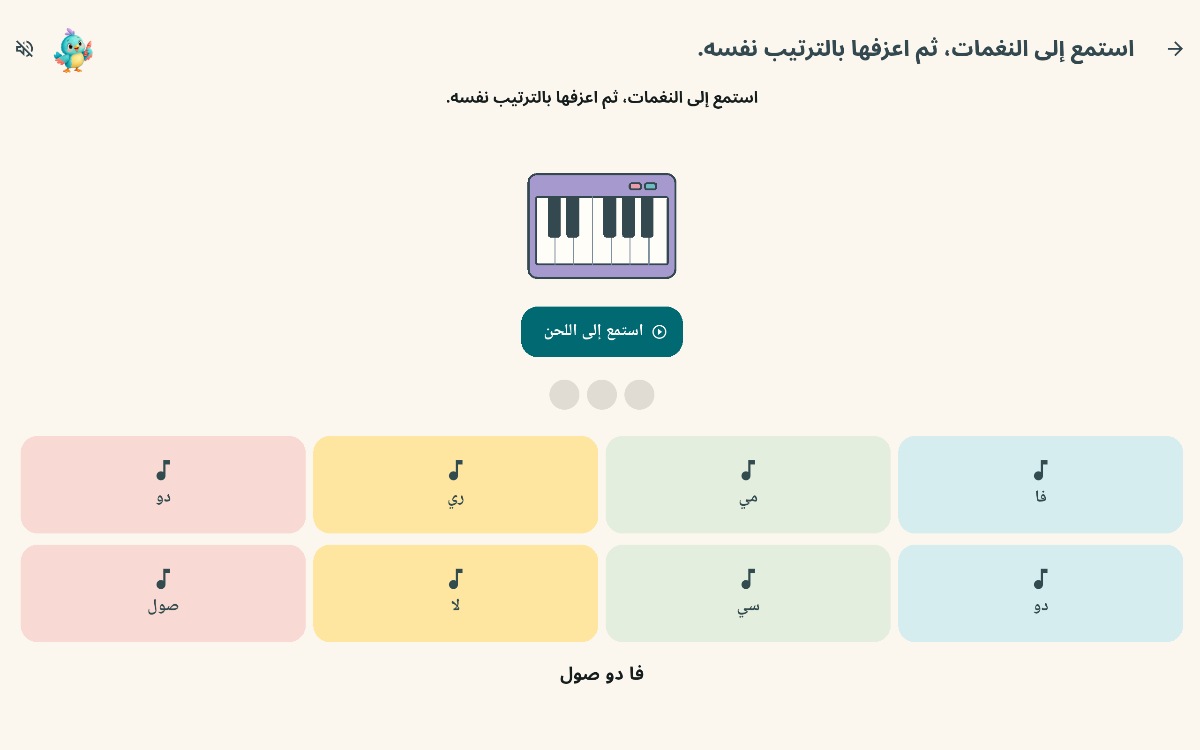 استمع إلى النغمات، ثم اعزفها بالترتيب نفسه.
استمع إلى النغمات، ثم اعزفها بالترتيب نفسه.
استمع إلى اللحن
دو
ري
مي
فا
صول
لا
سي
دو
فا دو صول